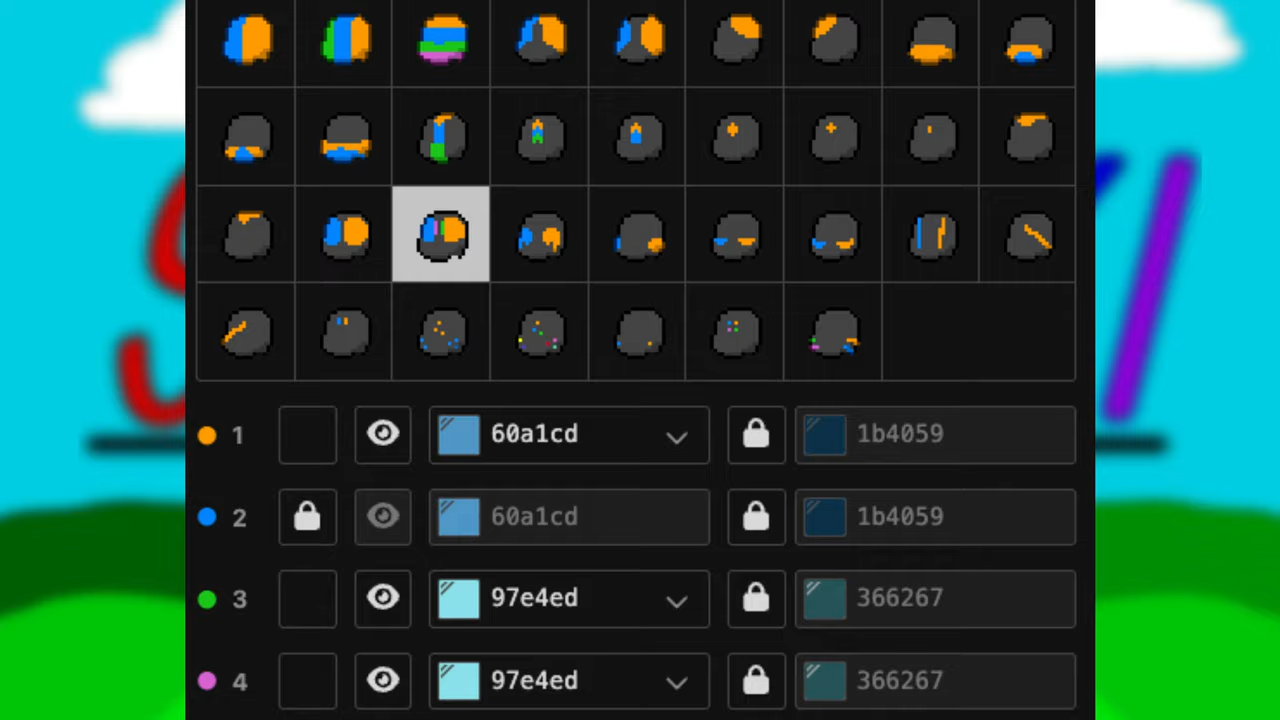 1 60a1cd 1b4059
2 60a1cd 1b4059
3 97e4ed 366267
4 97e4ed 366267